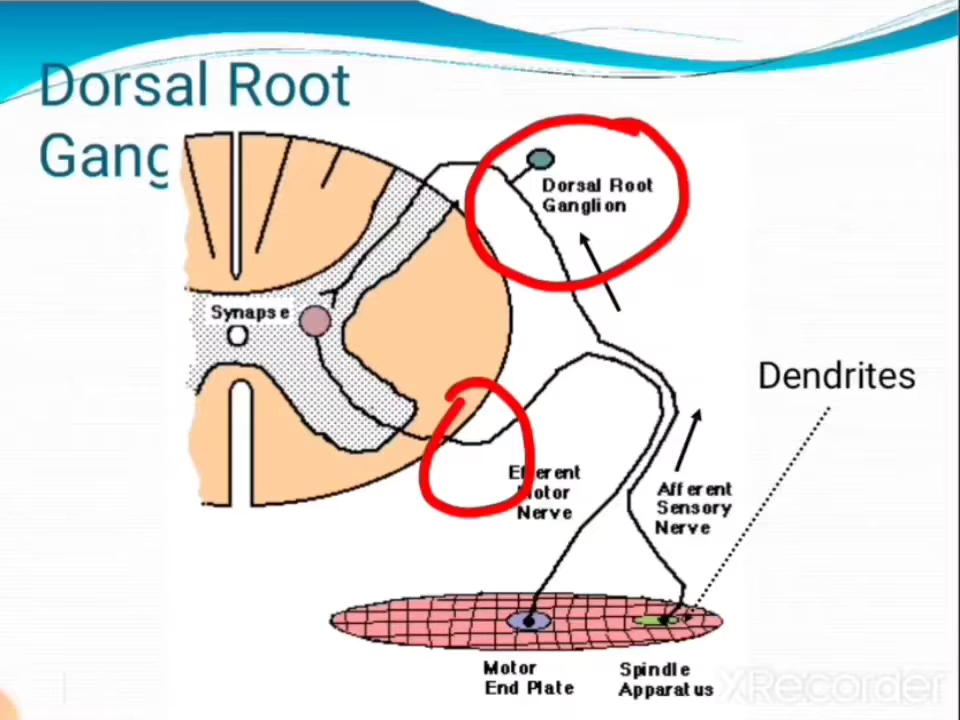 Dorsal Root
Gang
Dorsal Root
Ganglion
Synapse
Dendrites
Efferent
Motor
Nerve
Afferent
Sensory
Nerve
Motor
End Plate
Spindle
Apparatus
XRecorder